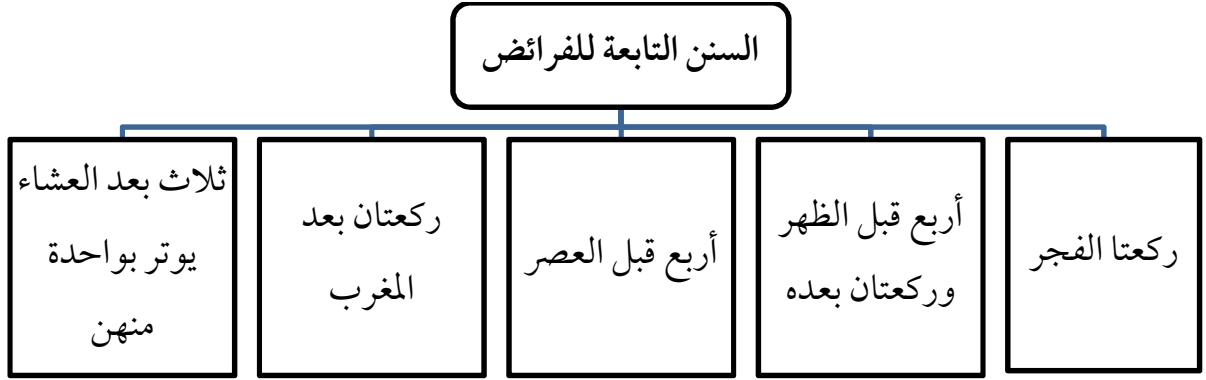 السنن التابعة للفرائض
ركعتا الفجر
أربع قبل الظهر
وركعتان بعده
أربع قبل العصر
ركعتان بعد
المغرب
ثلاث بعد العشاء
يوتر بواحدة
منهن